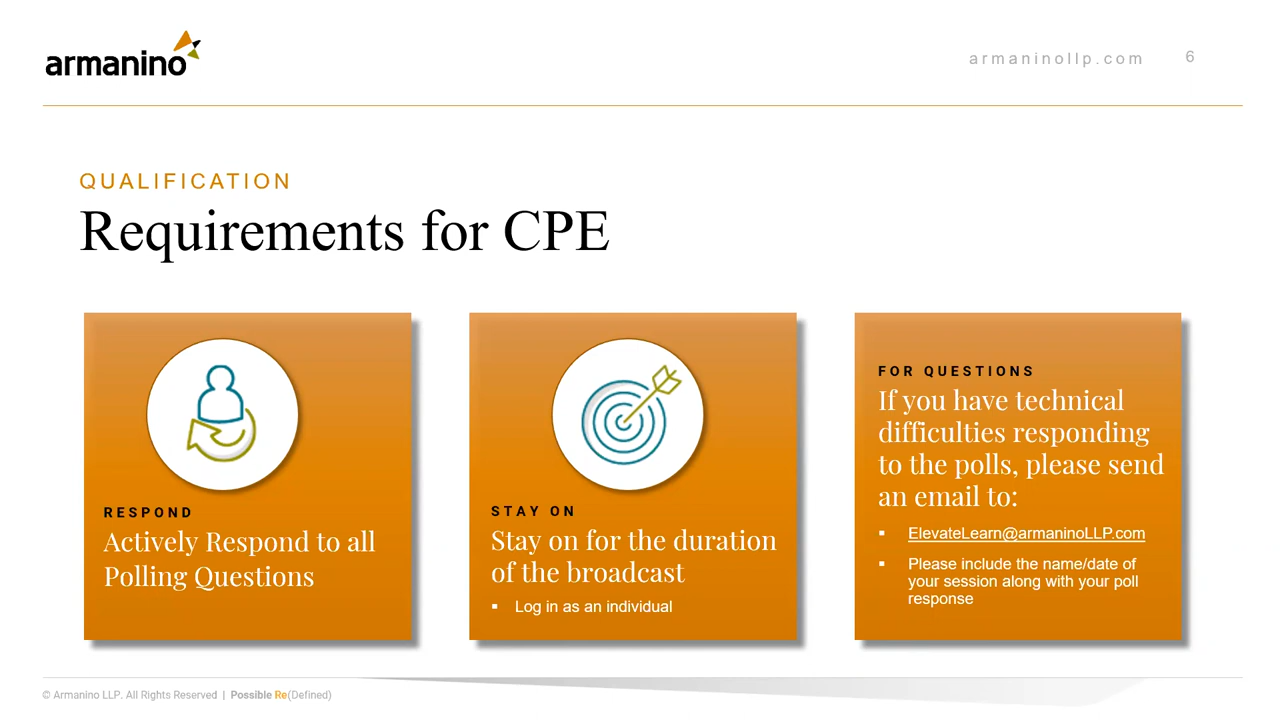 armanino
armaninollp.com
6
QUALIFICATION
Requirements for CPE
RESPOND
Actively Respond to all
Polling Questions
STAY ON
Stay on for the duration
of the broadcast
▪ Log in as an individual
FOR QUESTIONS
If you have technical
difficulties responding
to the polls, please send
an email to:
▪ ElevateLearn@armaninoLLP.com
▪ Please include the name/date of
your session along with your poll
response
© Armanino LLP. All Rights Reserved | Possible Re(Defined)